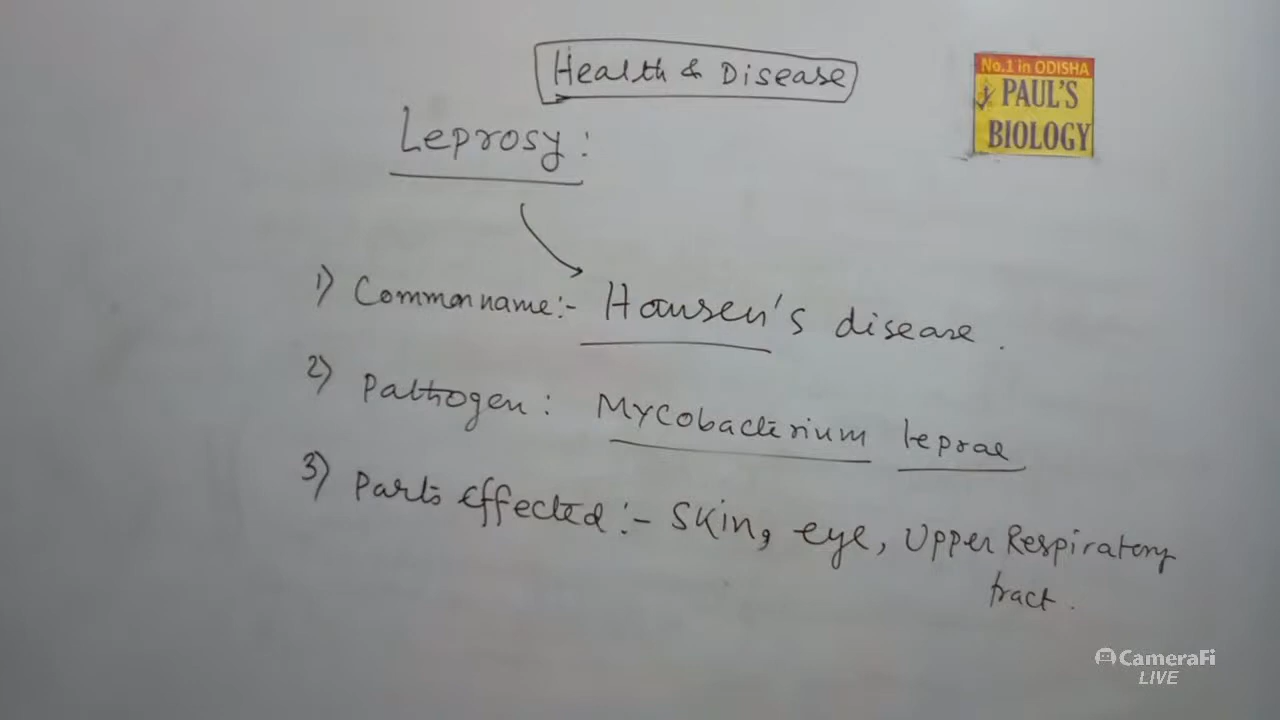 Health & Disease
No.1 in ODISHA
PAUL'S
BIOLOGY
Leprosy:
1) Common name:- Hansen's disease.
2) Pathogen: Mycobacterium leprae
3) Parts effected:- Skin, eye, Upper Respiratory
tract.
CameraFi
LIVE